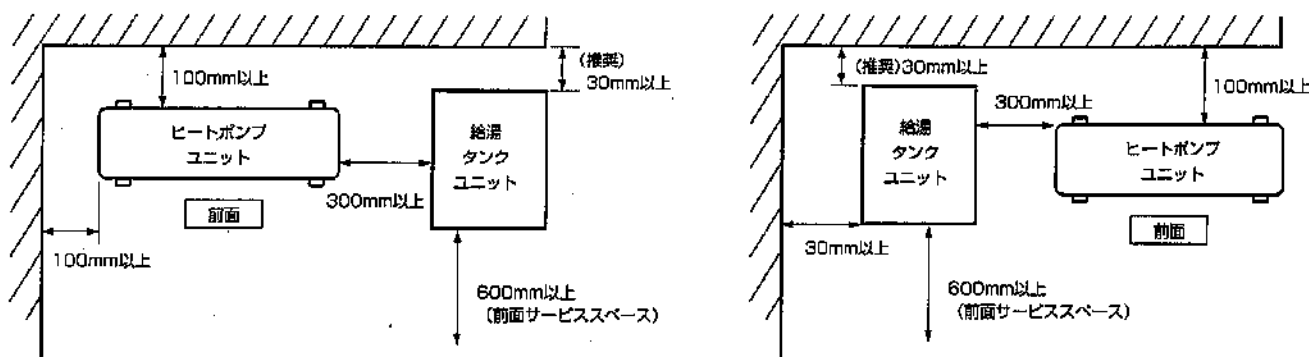 100mm以上
(推奨)
30mm以上
ヒートポンプ
ユニット
給湯
タンク
ユニット
300mm以上
前面
100mm以上
600mm以上
(前面サービススペース)
(推奨)30mm以上
300mm以上
100mm以上
給湯
タンク
ユニット
ヒートポンプ
ユニット
前面
30mm以上
600mm以上
(前面サービススペース)